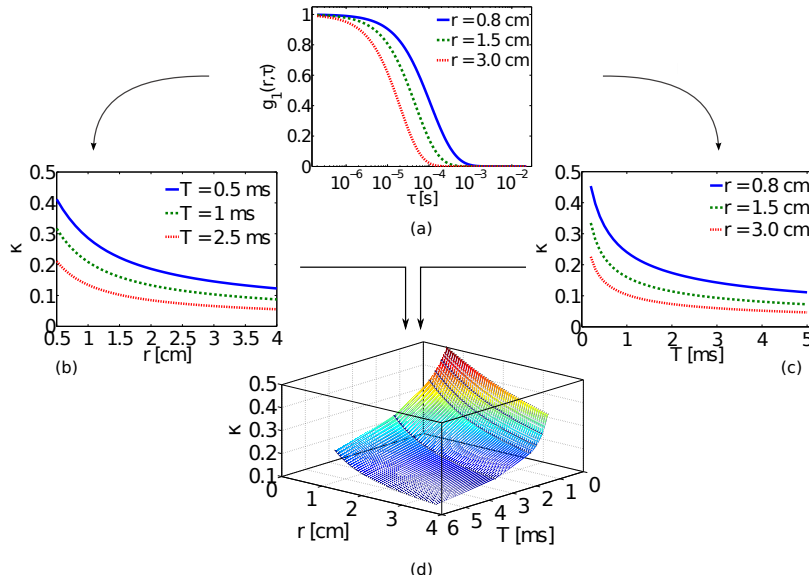 g1(r,τ)
1
0.8
0.6
0.4
0.2
0
r = 0.8 cm
r = 1.5 cm
r = 3.0 cm
10⁻⁶ 10⁻⁵ 10⁻⁴ 10⁻³ 10⁻²
τ [s]
(a)
κ
0.5
0.4
0.3
0.2
0.1
0
T = 0.5 ms
T = 1 ms
T = 2.5 ms
0.5 1 1.5 2 2.5 3 3.5 4
r [cm]
(b)
κ
0.5
0.4
0.3
0.2
0.1
0
r = 0.8 cm
r = 1.5 cm
r = 3.0 cm
0 1 2 3 4 5
T [ms]
(c)
κ
0.5
0.4
0.3
0.2
0.1
0 1 2 3 4
r [cm]
6 5 4 3 2 1 0
T [ms]
(d)